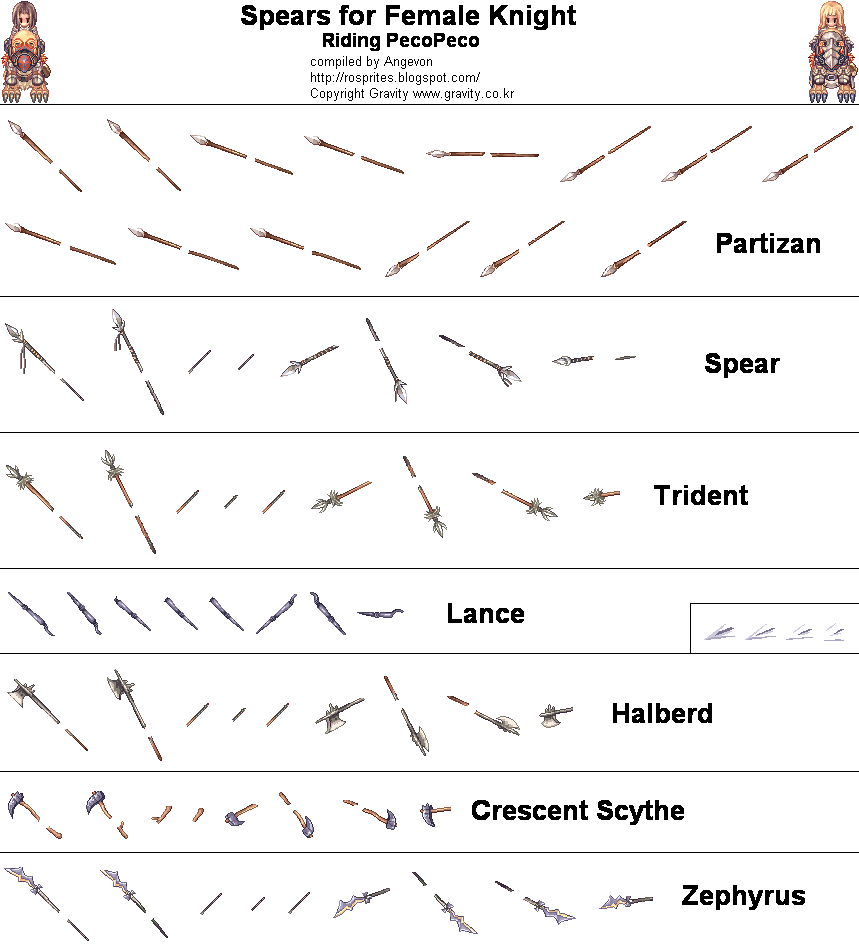 Spears for Female Knight
Riding PecoPeco
compiled by Angevon
http://rosprites.blogspot.com/
Copyright Gravity www.gravity.co.kr
Partizan
Spear
Trident
Lance
Halberd
Crescent Scythe
Zephyrus